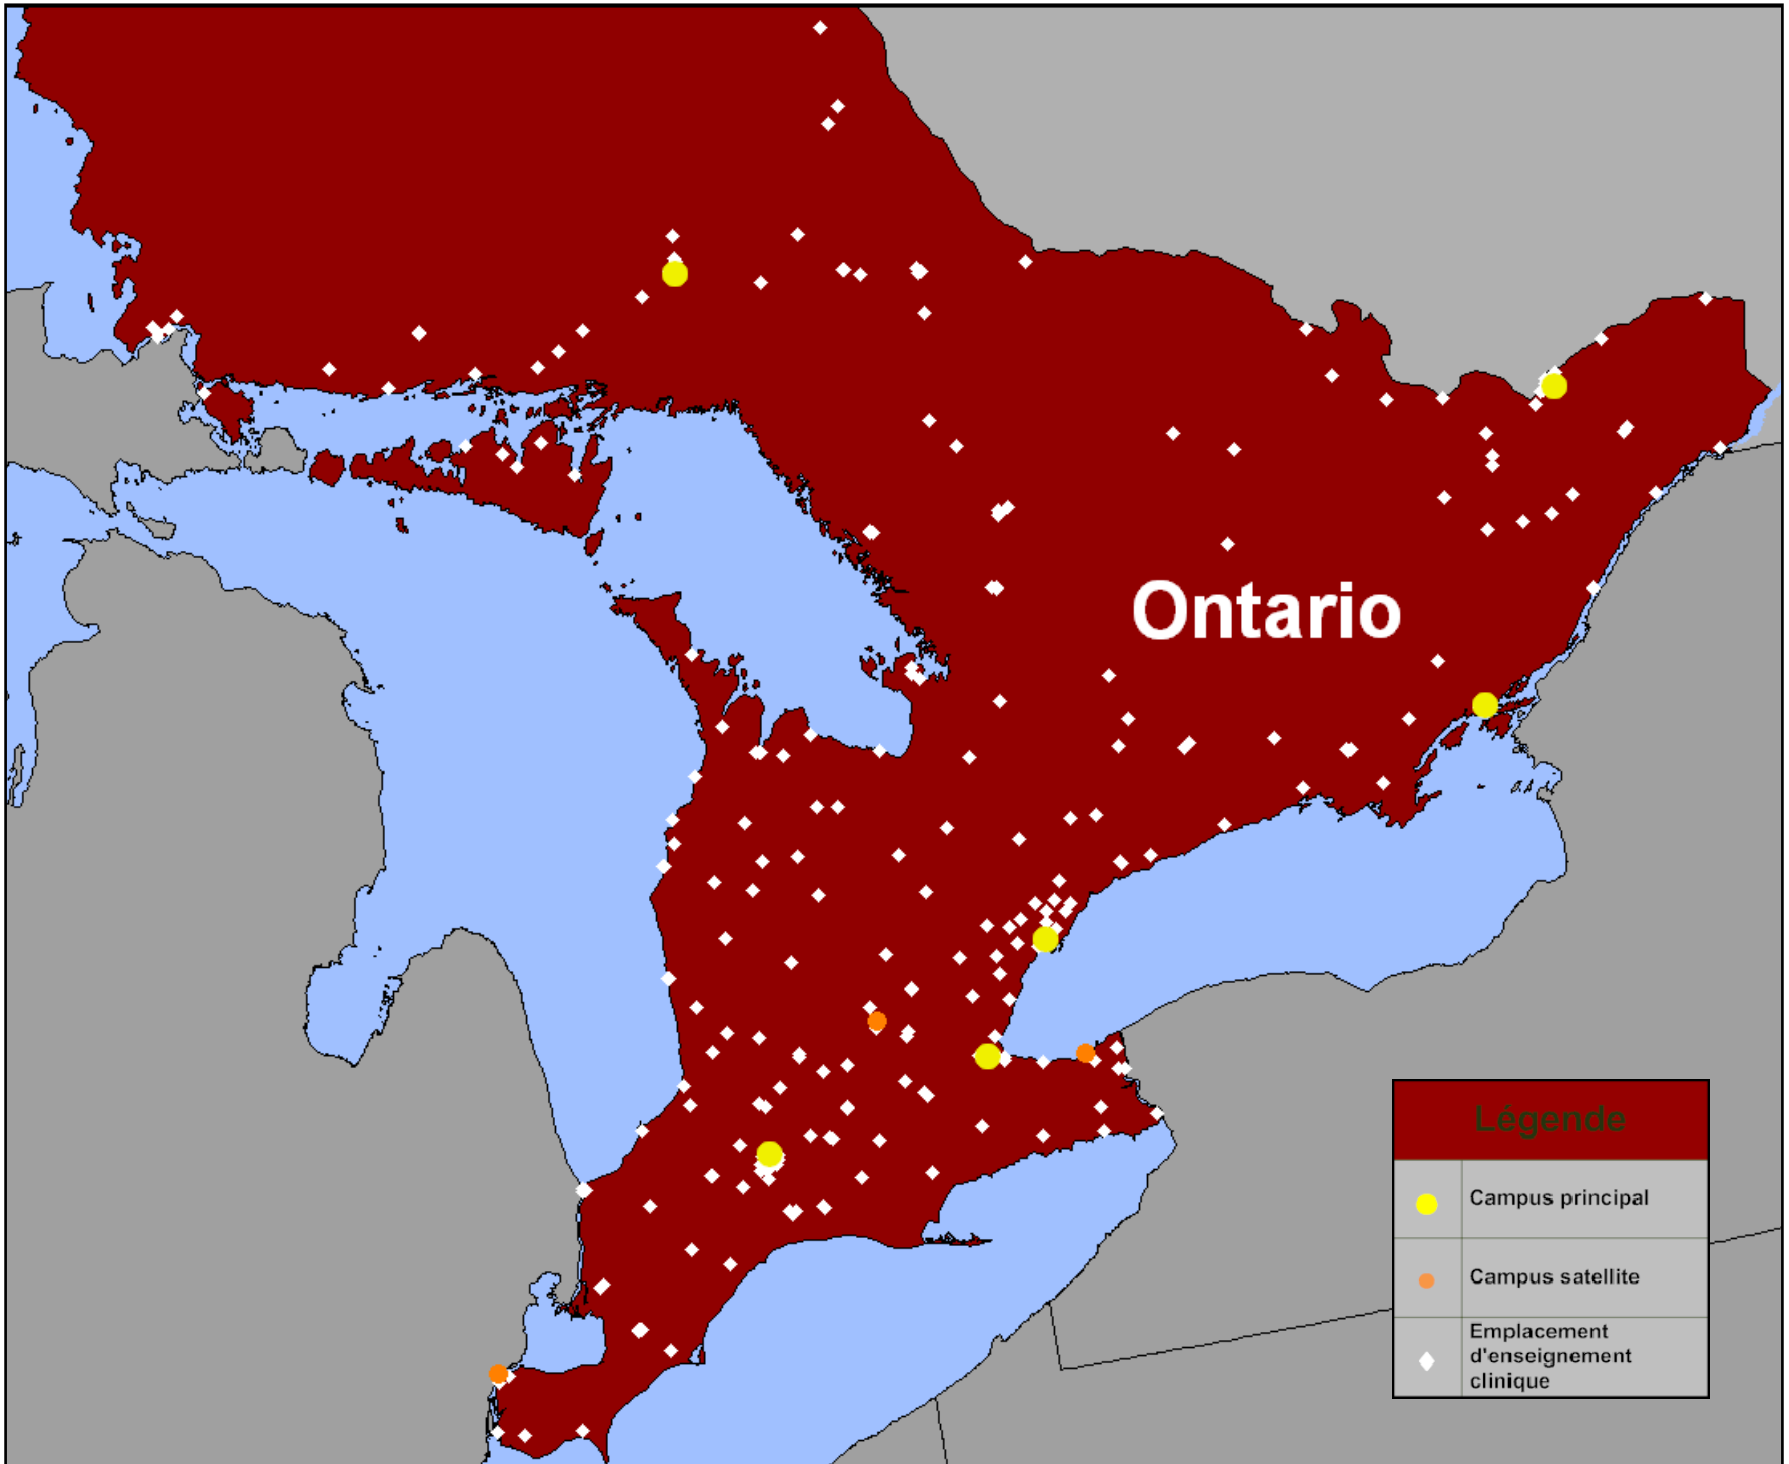 Ontario
Légende
Campus principal
Campus satellite
Emplacement
d'enseignement
clinique